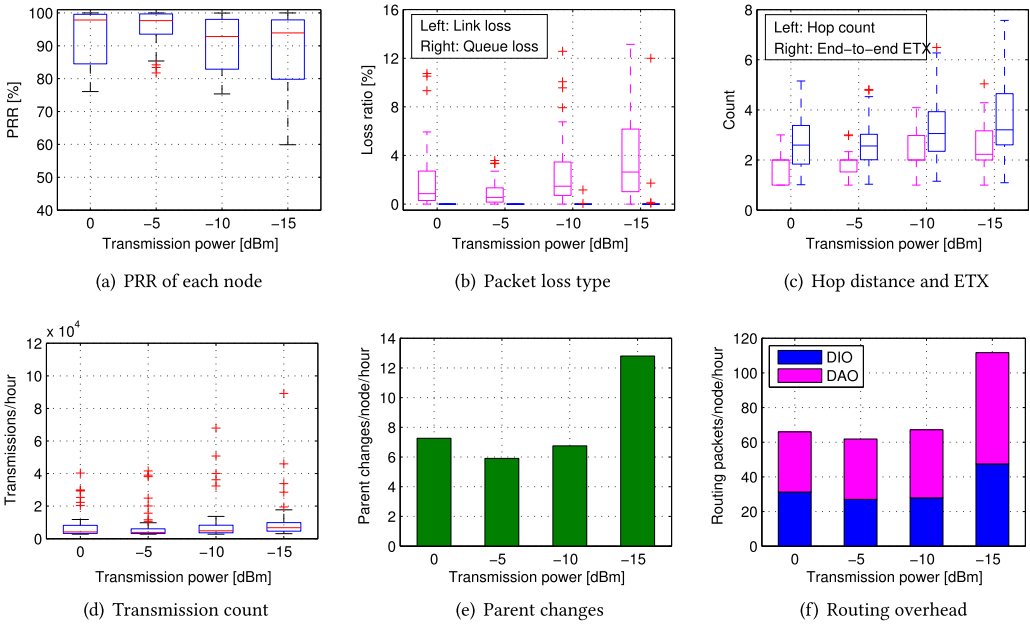 100
90
80
70
60
50
40
PRR [%]
0 −5 −10 −15
Transmission power [dBm]
(a) PRR of each node
16
12
8
4
0
Loss ratio [%]
Left: Link loss
Right: Queue loss
0 −5 −10 −15
Transmission power [dBm]
(b) Packet loss type
8
6
4
2
0
Count
Left: Hop count
Right: End−to−end ETX
0 −5 −10 −15
Transmission power [dBm]
(c) Hop distance and ETX
x 10⁴
12
10
8
6
4
2
0
Transmissions/hour
0 −5 −10 −15
Transmission power [dBm]
(d) Transmission count
14
12
10
8
6
4
2
0
Parent changes/node/hour
0 −5 −10 −15
Transmission power [dBm]
(e) Parent changes
120
100
80
60
40
20
0
Routing packets/node/hour
DIO
DAO
0 −5 −10 −15
Transmission power [dBm]
(f) Routing overhead